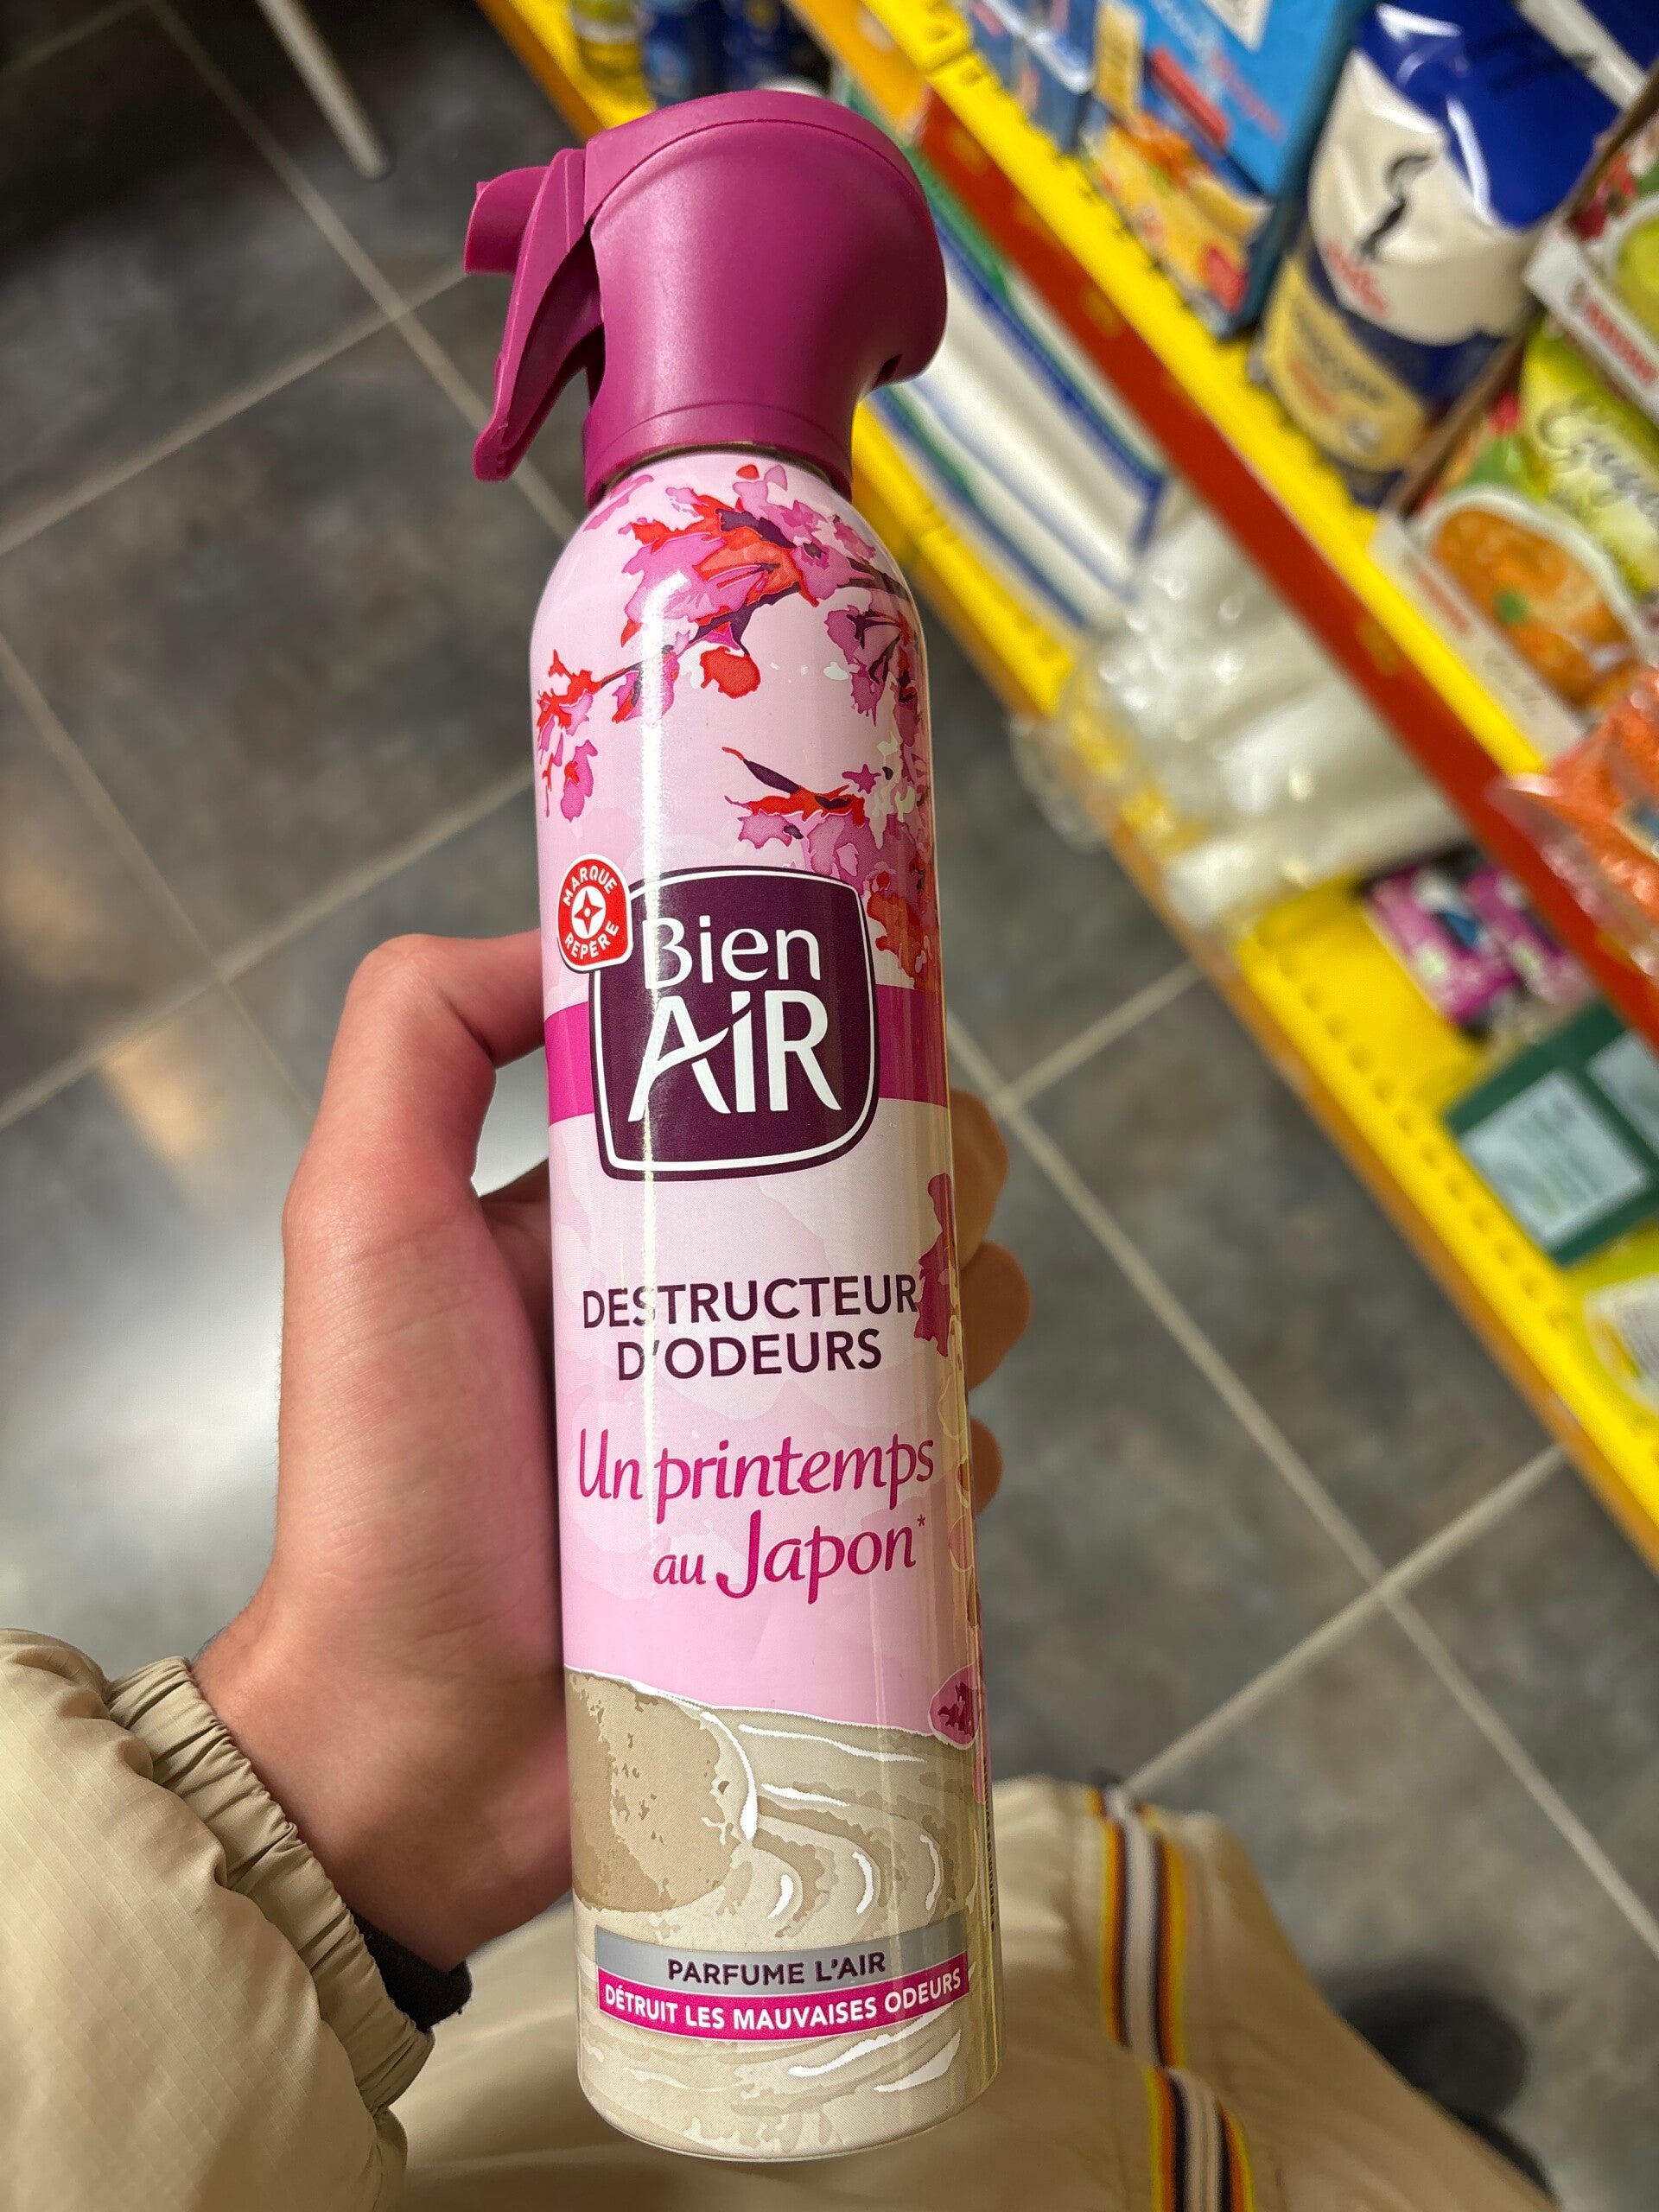 MARQUE
REPÈRE
Bien
AiR
DESTRUCTEUR
D'ODEURS
Un printemps
au Japon*
PARFUME L'AIR
DÉTRUIT LES MAUVAISES ODEURS